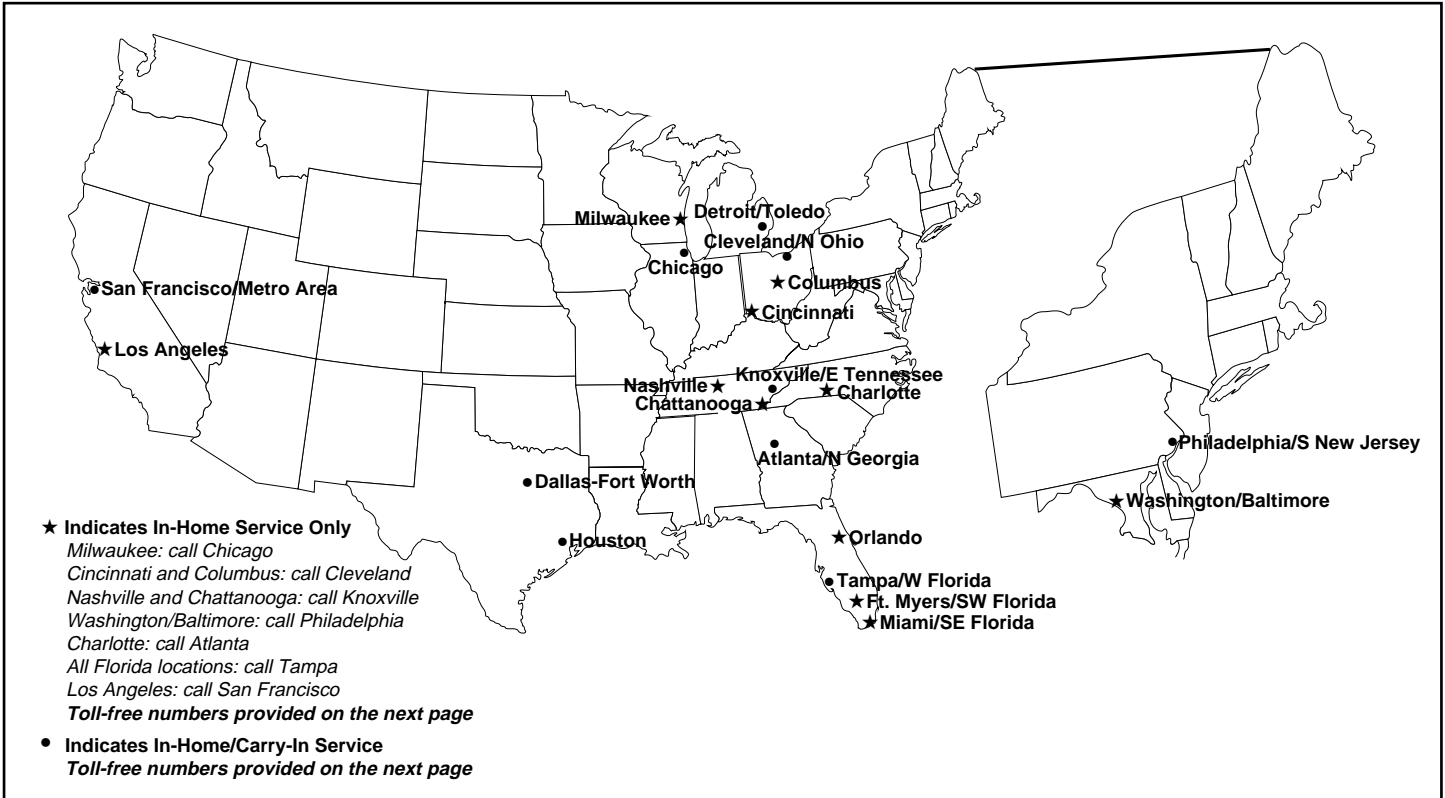 Milwaukee
Detroit/Toledo
Cleveland/N Ohio
Chicago
Columbus
San Francisco/Metro Area
Cincinnati
Los Angeles
Knoxville/E Tennessee
Nashville
Charlotte
Chattanooga
Philadelphia/S New Jersey
Atlanta/N Georgia
Dallas-Fort Worth
Washington/Baltimore
Houston
Orlando
Tampa/W Florida
Ft. Myers/SW Florida
Miami/SE Florida
★ Indicates In-Home Service Only
Milwaukee: call Chicago
Cincinnati and Columbus: call Cleveland
Nashville and Chattanooga: call Knoxville
Washington/Baltimore: call Philadelphia
Charlotte: call Atlanta
All Florida locations: call Tampa
Los Angeles: call San Francisco
Toll-free numbers provided on the next page
• Indicates In-Home/Carry-In Service
Toll-free numbers provided on the next page